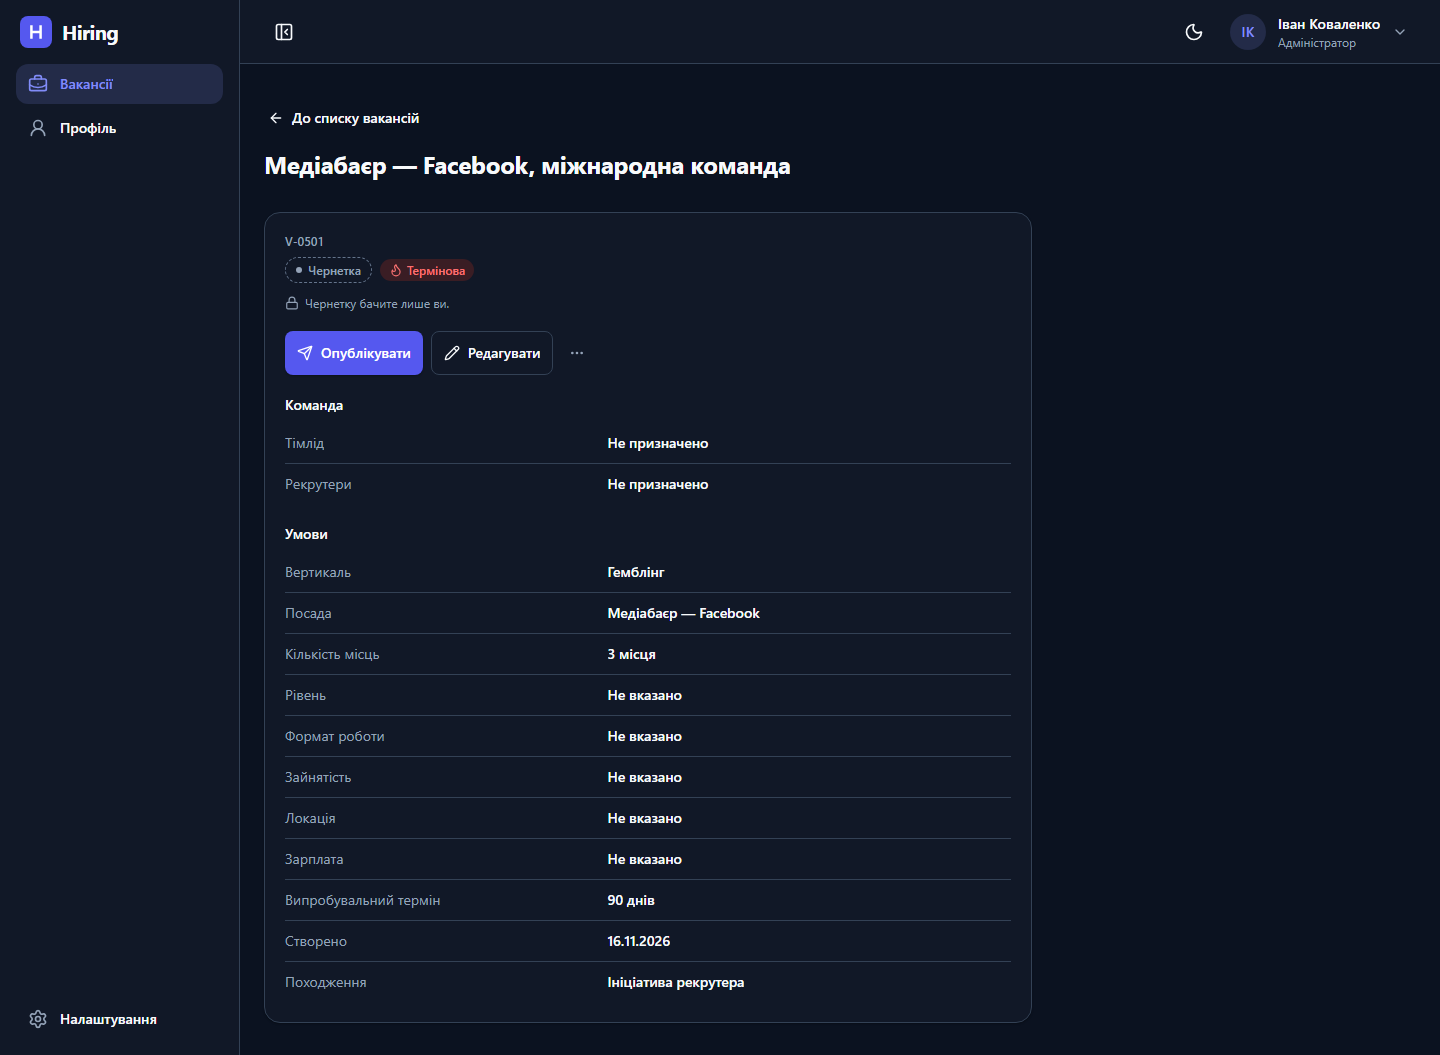 H Hiring
Вакансії
Профіль
Налаштування
ІК
Іван Коваленко
Адміністратор
До списку вакансій
Медіабаєр — Facebook, міжнародна команда
V-0501
Чернетка
Термінова
Чернетку бачите лише ви.
Опублікувати
Редагувати
Команда
Тімлід Не призначено
Рекрутери Не призначено
Умови
Вертикаль Гемблінг
Посада Медіабаєр — Facebook
Кількість місць 3 місця
Рівень Не вказано
Формат роботи Не вказано
Зайнятість Не вказано
Локація Не вказано
Зарплата Не вказано
Випробувальний термін 90 днів
Створено 16.11.2026
Походження Ініціатива рекрутера